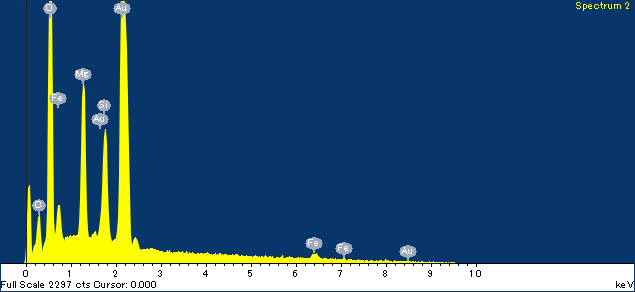 Spectrum 2
O
Au
Mg
Fe
Si
Au
C
Fe
Fe
Au
0 1 2 3 4 5 6 7 8 9 10
Full Scale 2297 cts Cursor: 0.000 keV